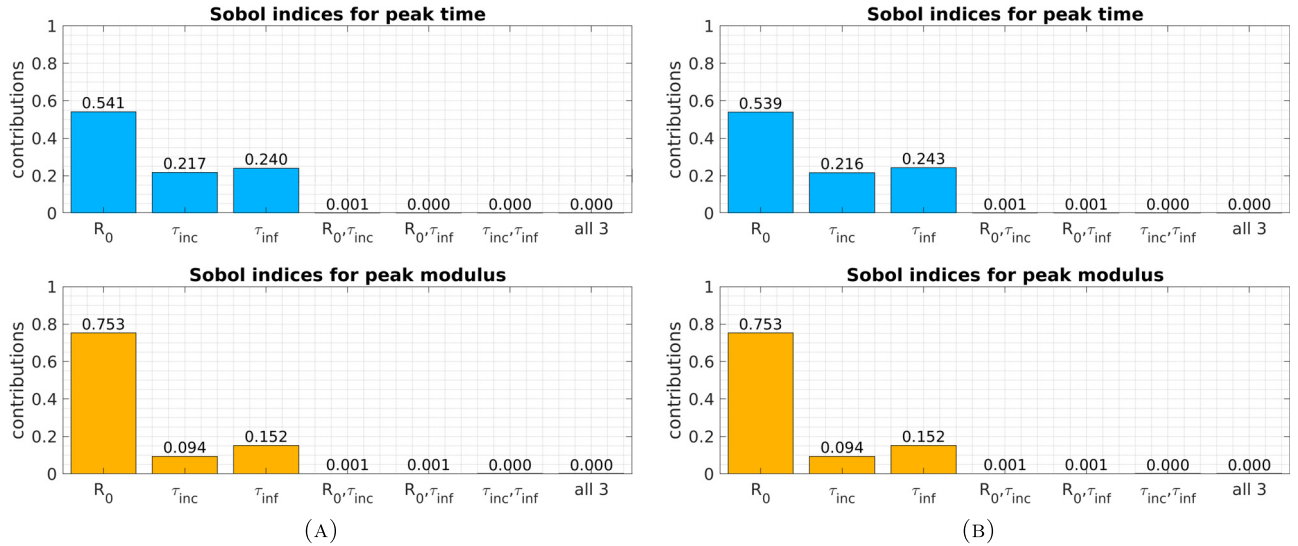 Sobol indices for peak time
contributions
1
0.8
0.6
0.4
0.2
0
0.541
0.217
0.240
0.001
0.000
0.000
0.000
R0
τinc
τinf
R0,τinc
R0,τinf
τinc,τinf
all 3
Sobol indices for peak modulus
contributions
1
0.8
0.6
0.4
0.2
0
0.753
0.094
0.152
0.001
0.001
0.000
0.000
R0
τinc
τinf
R0,τinc
R0,τinf
τinc,τinf
all 3
(A)
Sobol indices for peak time
contributions
1
0.8
0.6
0.4
0.2
0
0.539
0.216
0.243
0.001
0.001
0.000
0.000
R0
τinc
τinf
R0,τinc
R0,τinf
τinc,τinf
all 3
Sobol indices for peak modulus
contributions
1
0.8
0.6
0.4
0.2
0
0.753
0.094
0.152
0.001
0.001
0.000
0.000
R0
τinc
τinf
R0,τinc
R0,τinf
τinc,τinf
all 3
(B)